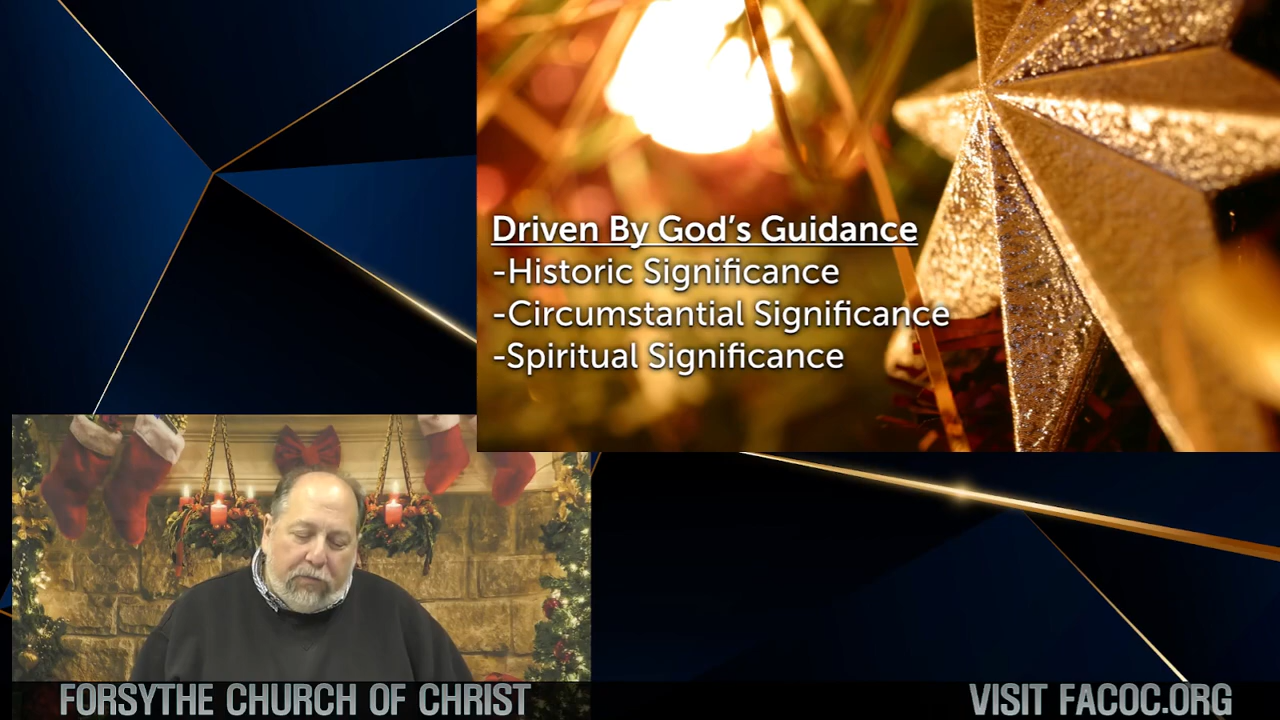 Driven By God's Guidance
-Historic Significance
-Circumstantial Significance
-Spiritual Significance
FORSYTHE CHURCH OF CHRIST
VISIT FACOC.ORG